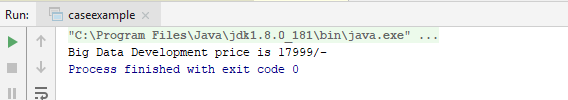 Run: caseexample
"C:\Program Files\Java\jdk1.8.0_181\bin\java.exe" ...
Big Data Development price is 17999/-
Process finished with exit code 0